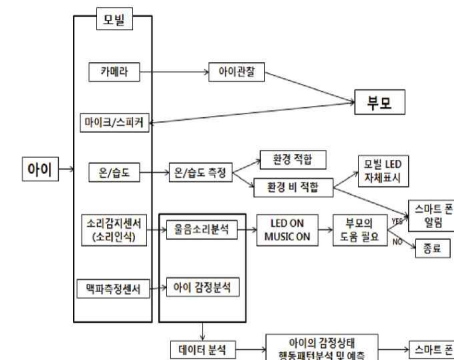 모빌
카메라
아이관찰
부모
마이크/스피커
환경 적합
모빌 LED
자체표시
아이
온/습도
온/습도 측정
환경 비 적합
스마트 폰
알림
소리감지센서
(소리인식)
울음소리분석
LED ON
MUSIC ON
부모의
도움 필요
YES
NO
종료
맥파측정센서
아이 감정분석
데이터 분석
아이의 감정상태
행동패턴분석 및 예측
스마트 폰